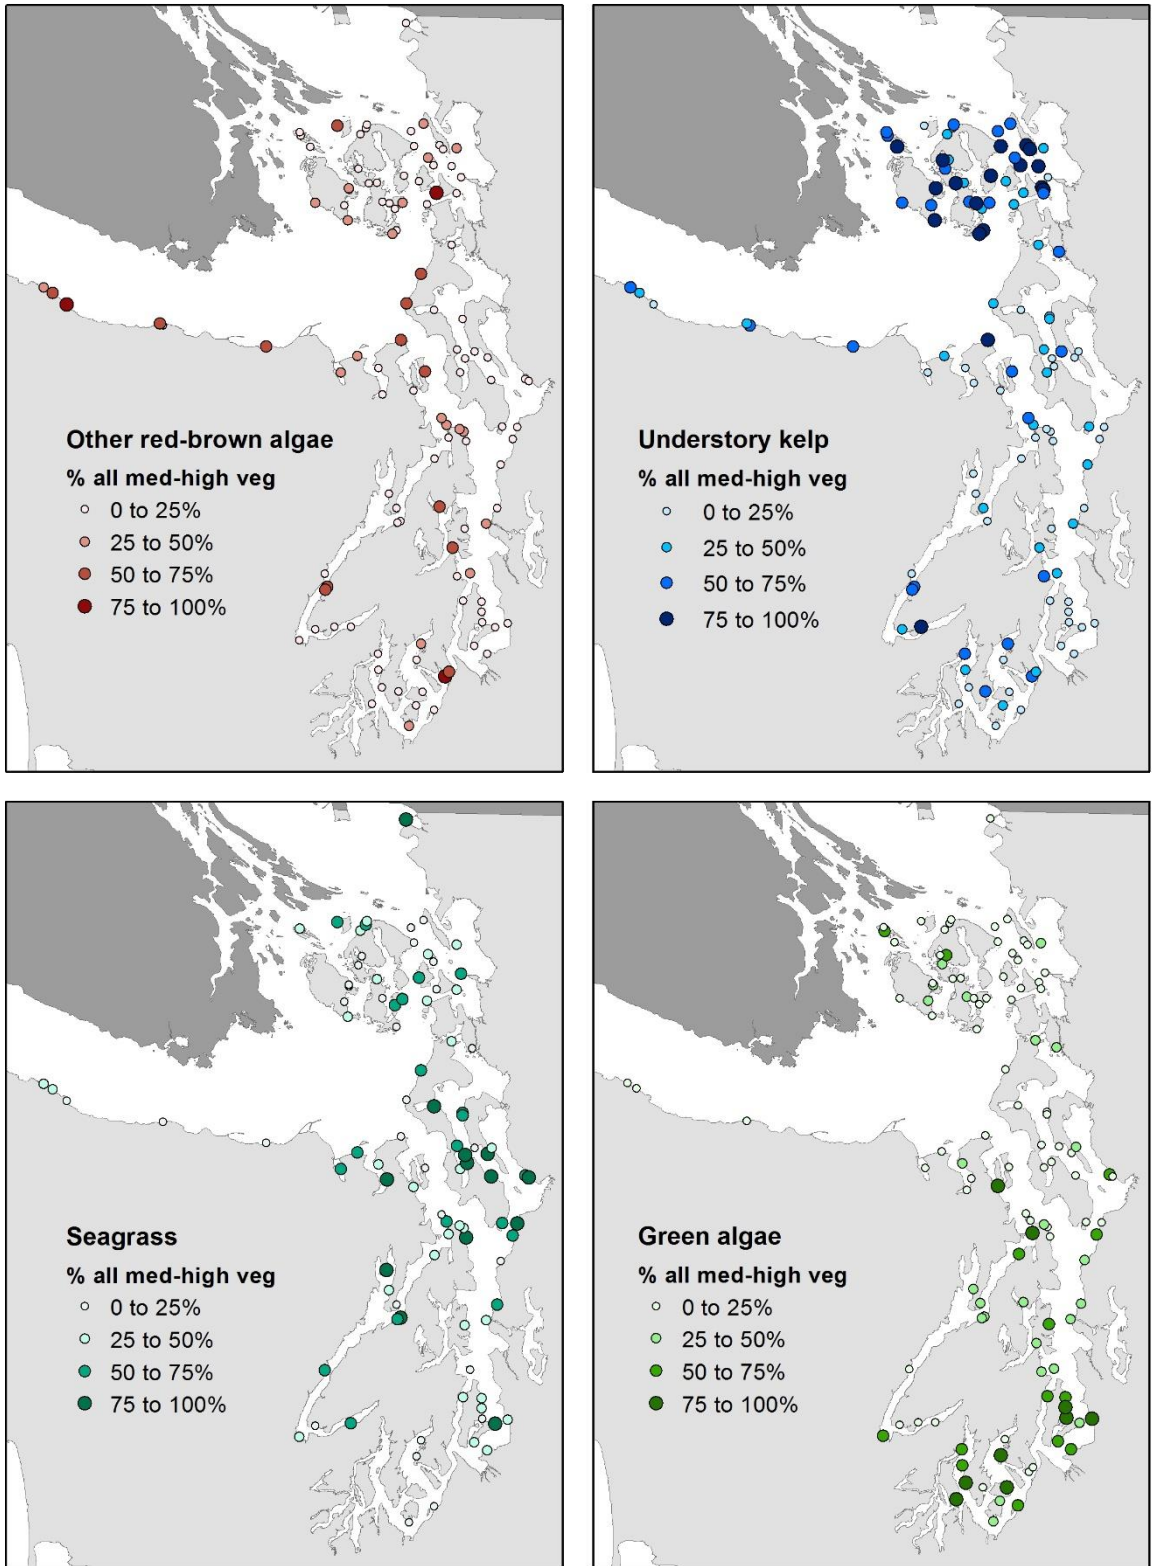 Other red-brown algae
% all med-high veg
0 to 25%
25 to 50%
50 to 75%
75 to 100%
Understory kelp
% all med-high veg
0 to 25%
25 to 50%
50 to 75%
75 to 100%
Seagrass
% all med-high veg
0 to 25%
25 to 50%
50 to 75%
75 to 100%
Green algae
% all med-high veg
0 to 25%
25 to 50%
50 to 75%
75 to 100%